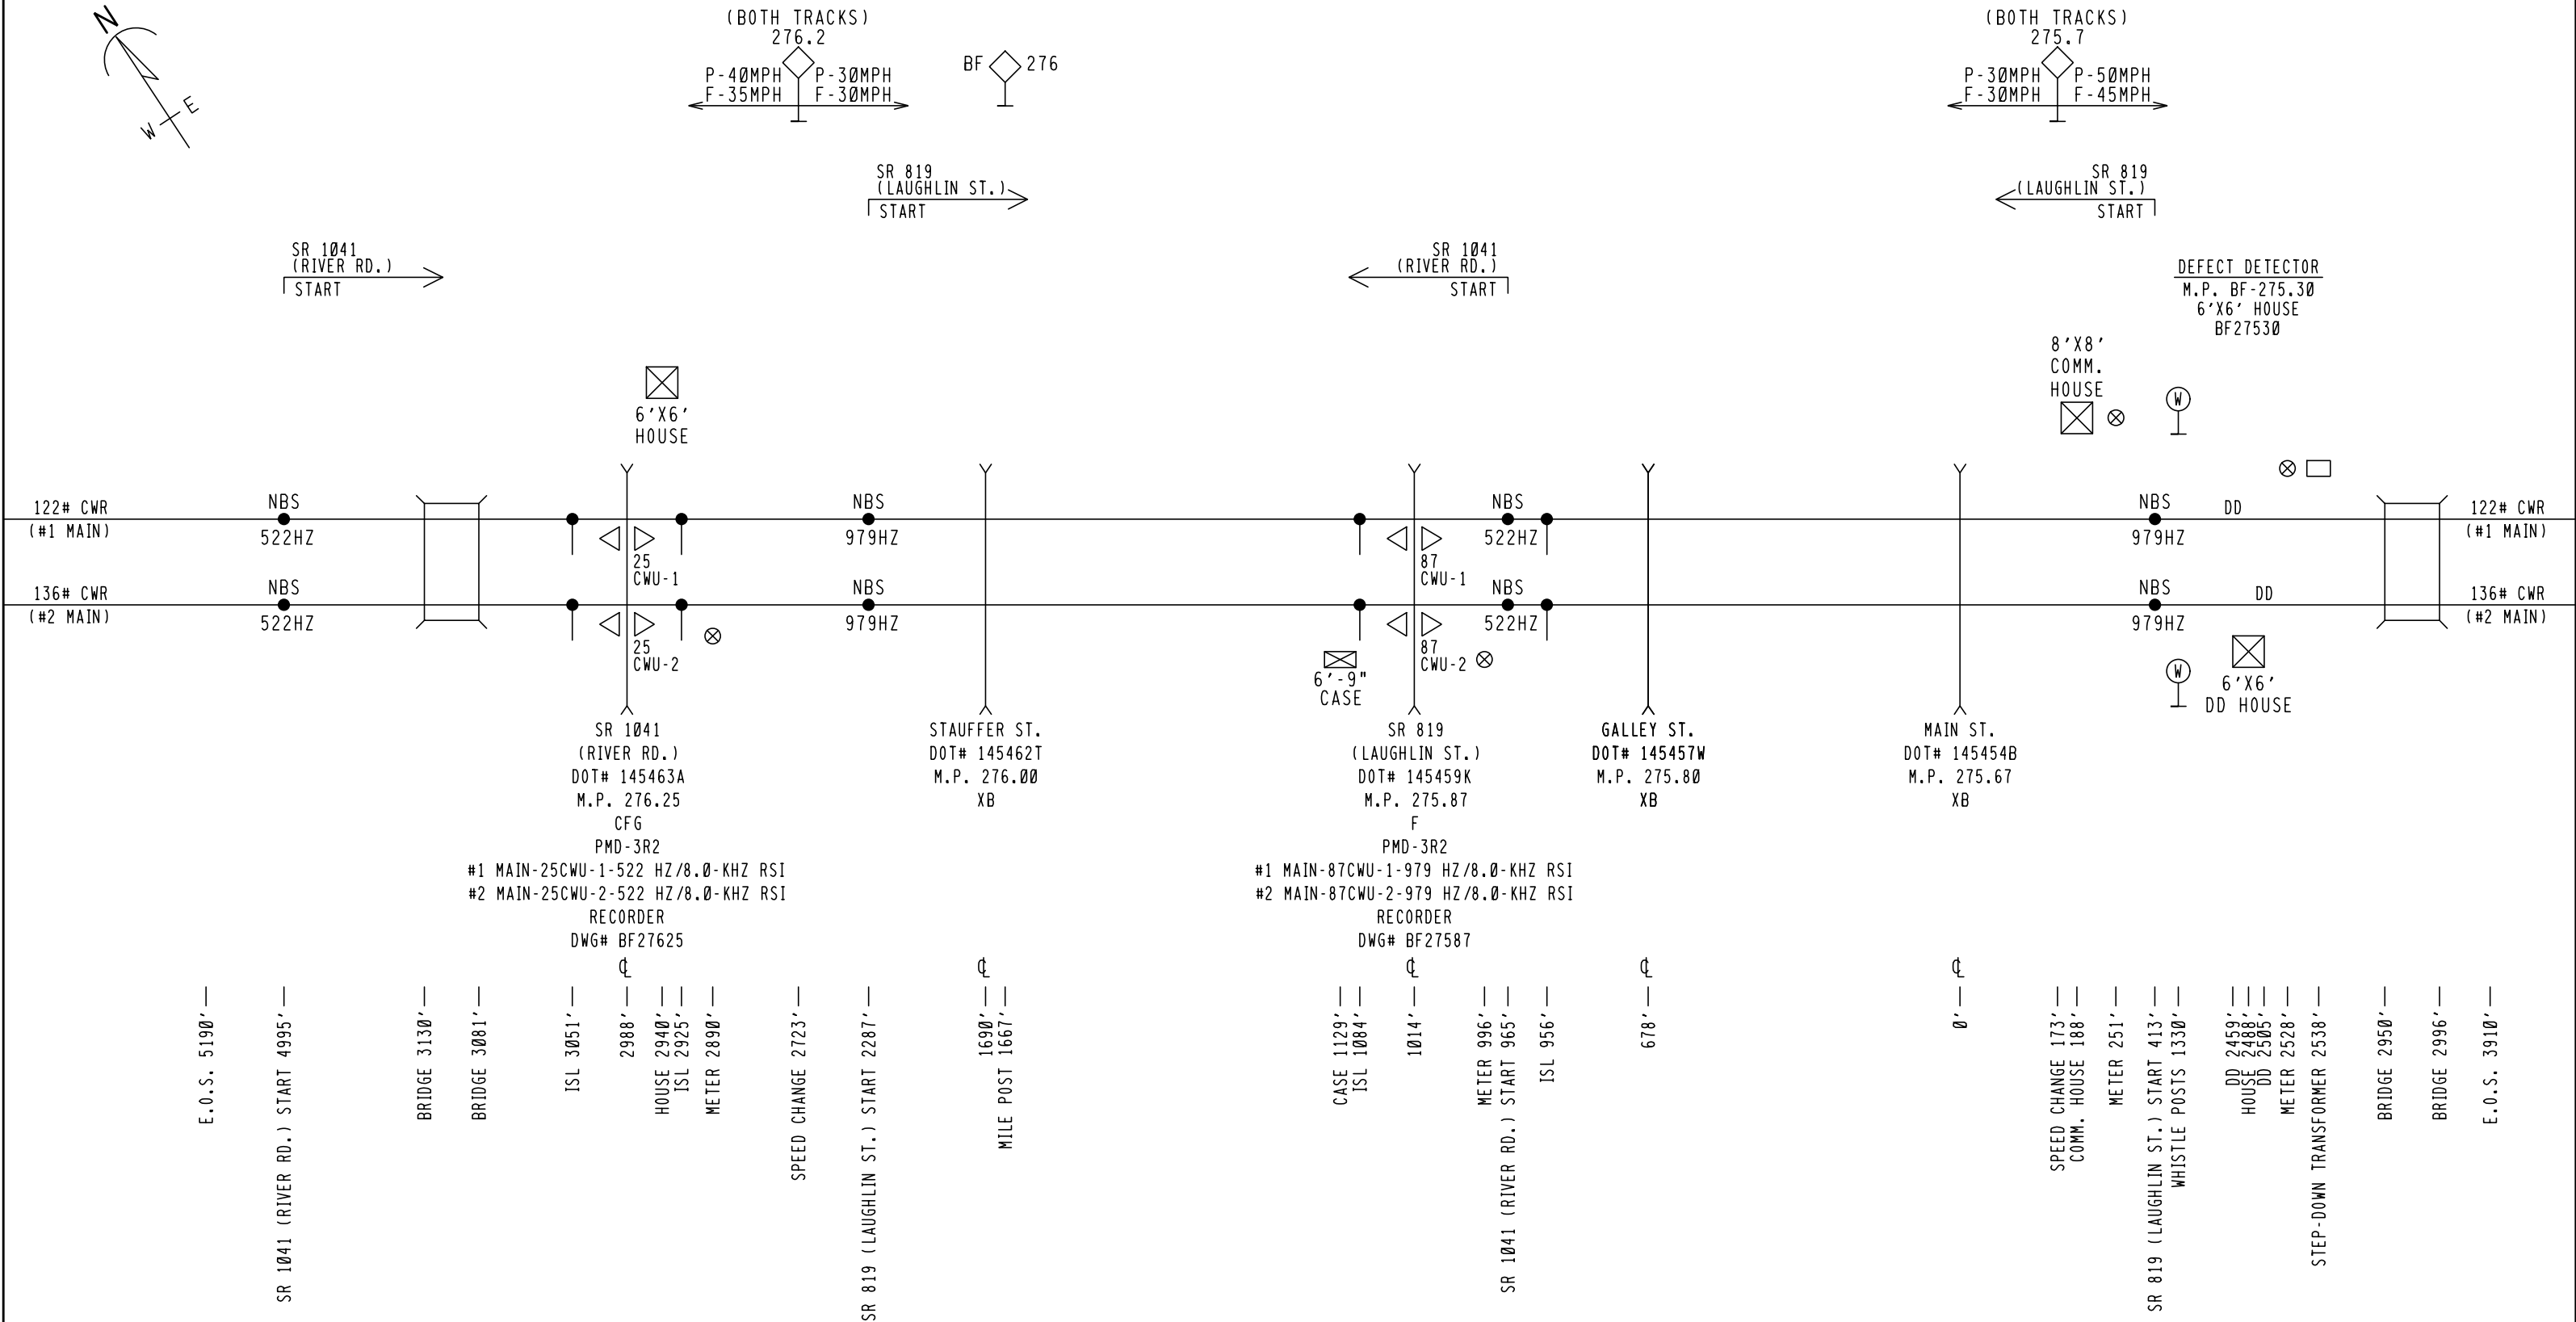 N
W
E
(BOTH TRACKS)
276.2
P-40MPH P-30MPH
F-35MPH F-30MPH
BF 276
(BOTH TRACKS)
275.7
P-30MPH P-50MPH
F-30MPH F-45MPH
SR 819
(LAUGHLIN ST.)
START
SR 819
(LAUGHLIN ST.)
START
SR 1041
(RIVER RD.)
START
SR 1041
(RIVER RD.)
START
DEFECT DETECTOR
M.P. BF-275.30
6'X6' HOUSE
BF27530
8'X8'
COMM.
HOUSE
W
6'X6'
HOUSE
122# CWR
(#1 MAIN)
NBS
522HZ
25
CWU-1
NBS
979HZ
87
CWU-1
NBS
522HZ
NBS
979HZ
DD
122# CWR
(#1 MAIN)
136# CWR
(#2 MAIN)
NBS
522HZ
25
CWU-2
NBS
979HZ
87
CWU-2
NBS
522HZ
NBS
979HZ
DD
136# CWR
(#2 MAIN)
6'-9"
CASE
W
6'X6'
DD HOUSE
SR 1041
(RIVER RD.)
DOT# 145463A
M.P. 276.25
CFG
PMD-3R2
#1 MAIN-25CWU-1-522 HZ/8.0-KHZ RSI
#2 MAIN-25CWU-2-522 HZ/8.0-KHZ RSI
RECORDER
DWG# BF27625
STAUFFER ST.
DOT# 145462T
M.P. 276.00
XB
SR 819
(LAUGHLIN ST.)
DOT# 145459K
M.P. 275.87
F
PMD-3R2
#1 MAIN-87CWU-1-979 HZ/8.0-KHZ RSI
#2 MAIN-87CWU-2-979 HZ/8.0-KHZ RSI
RECORDER
DWG# BF27587
GALLEY ST.
DOT# 145457W
M.P. 275.80
XB
MAIN ST.
DOT# 145454B
M.P. 275.67
XB
℄
℄
℄
℄
℄
E.O.S. 5190'
SR 1041 (RIVER RD.) START 4995'
BRIDGE 3130'
BRIDGE 3081'
ISL 3051'
2988'
HOUSE 2940'
ISL 2925'
METER 2890'
SPEED CHANGE 2723'
SR 819 (LAUGHLIN ST.) START 2287'
1690'
MILE POST 1667'
CASE 1129'
ISL 1084'
1014'
METER 996'
SR 1041 (RIVER RD.) START 965'
ISL 956'
678'
0'
SPEED CHANGE 173'
COMM. HOUSE 188'
METER 251'
SR 819 (LAUGHLIN ST.) START 413'
WHISTLE POSTS 1330'
DD 2459'
HOUSE 2488'
DD 2505'
METER 2528'
STEP-DOWN TRANSFORMER 2538'
BRIDGE 2950'
BRIDGE 2996'
E.O.S. 3910'